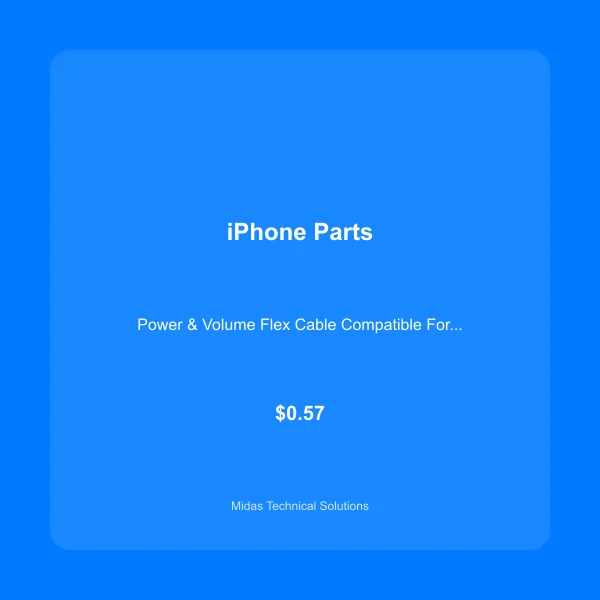 iPhone Parts
Power & Volume Flex Cable Compatible For...
$0.57
Midas Technical Solutions